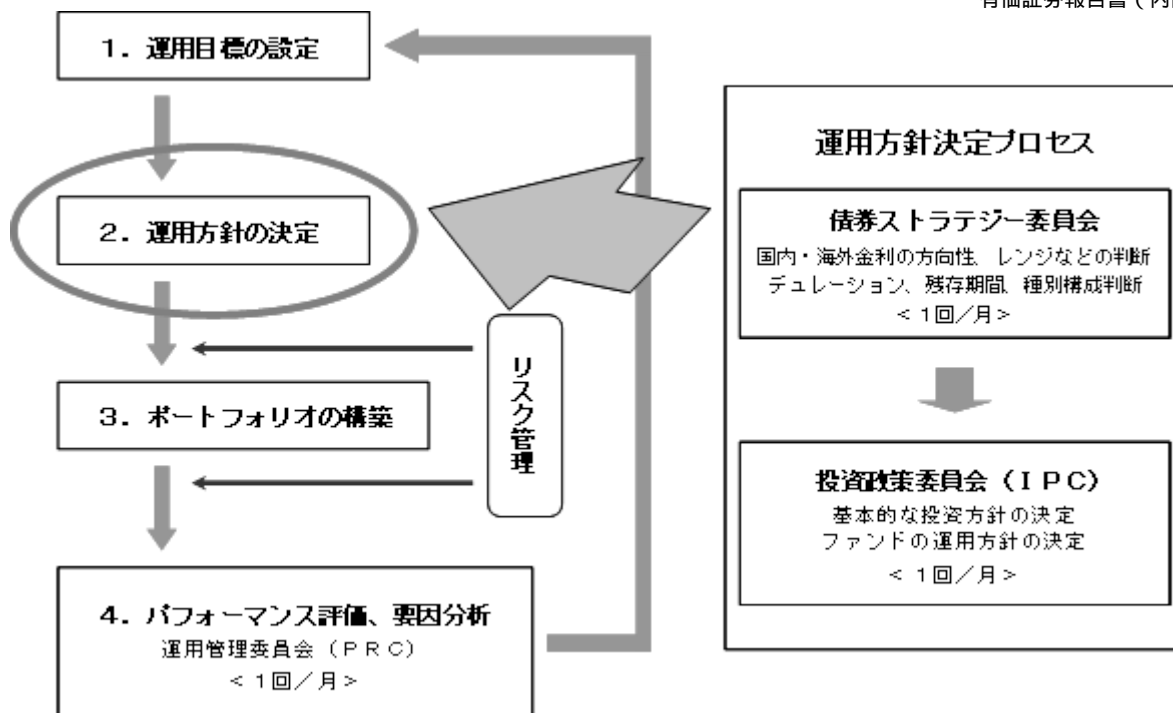 有価証券報告書（内
1．運用目標の設定
2．運用方針の決定
3．ポートフォリオの構築
4．パフォーマンス評価、要因分析
運用管理委員会（ＰＲＣ）
＜1回／月＞
リスク管理
運用方針決定プロセス
債券ストラテジー委員会
国内・海外金利の方向性、レンジなどの判断
デュレーション、残存期間、種別構成判断
＜1回／月＞
投資政策委員会（ＩＰＣ）
基本的な投資方針の決定
ファンドの運用方針の決定
＜1回／月＞